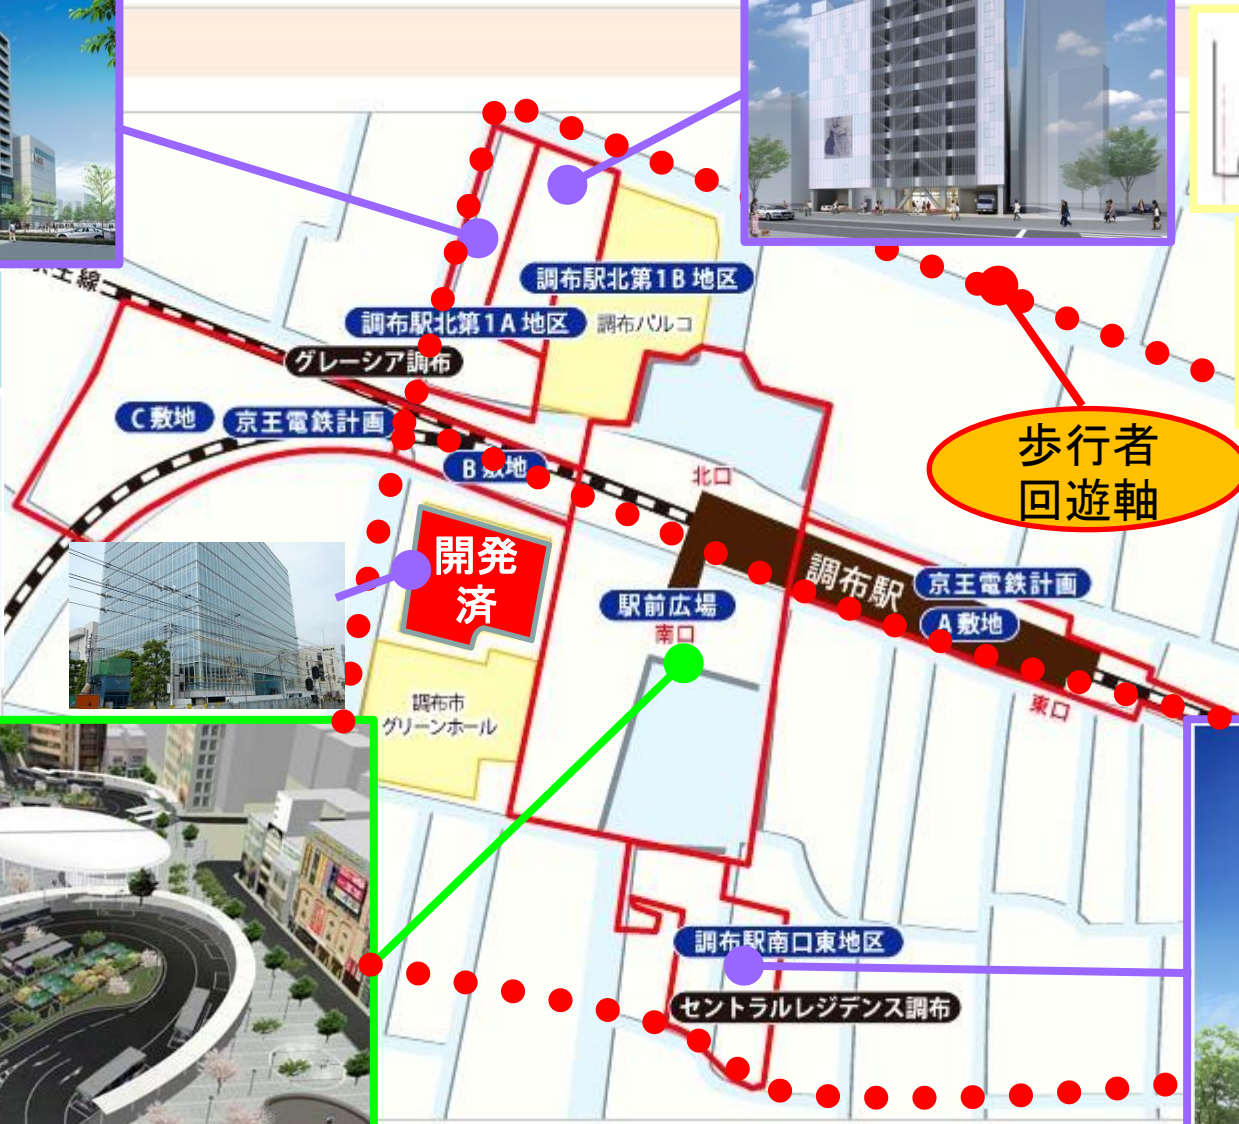 京王線
調布駅北第1B地区
調布駅北第1A地区
調布パルコ
グレーシア調布
C敷地
京王電鉄計画
B敷地
北口
歩行者
回遊軸
開発
済
調布駅
京王電鉄計画
A敷地
駅前広場
南口
東口
調布市
グリーンホール
調布駅南口東地区
セントラルレジデンス調布